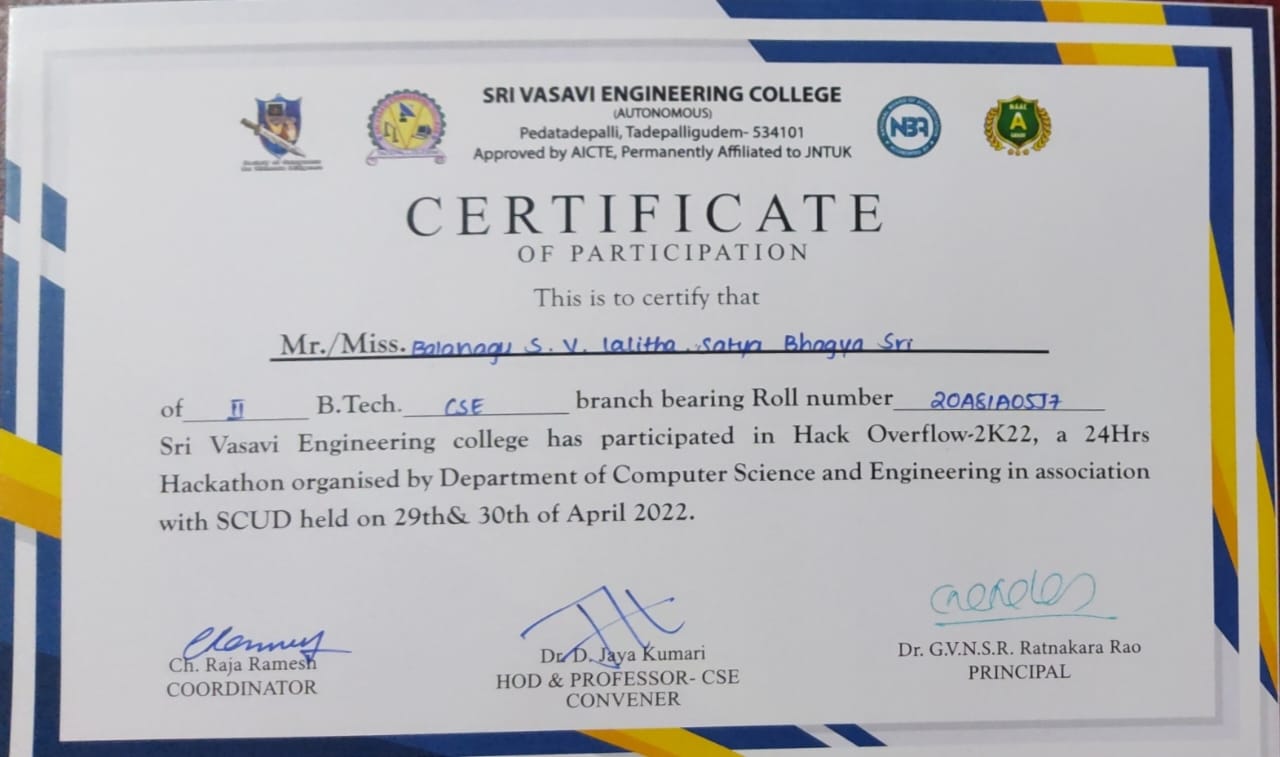 SRI VASAVI ENGINEERING COLLEGE
(AUTONOMOUS)
Pedatadepalli, Tadepalligudem- 534101
Approved by AICTE, Permanently Affiliated to JNTUK
NBA
NAAC
A
CERTIFICATE
OF PARTICIPATION
This is to certify that
Mr./Miss. Balanagu S. V. lalitha satya Bhagya Sri
of II B.Tech. CSE branch bearing Roll number 20A81A05J7
Sri Vasavi Engineering college has participated in Hack Overflow-2K22, a 24Hrs
Hackathon organised by Department of Computer Science and Engineering in association
with SCUD held on 29th& 30th of April 2022.
Ch. Raja Ramesh
COORDINATOR
Dr. D. Jaya Kumari
HOD & PROFESSOR- CSE
CONVENER
Dr. G.V.N.S.R. Ratnakara Rao
PRINCIPAL